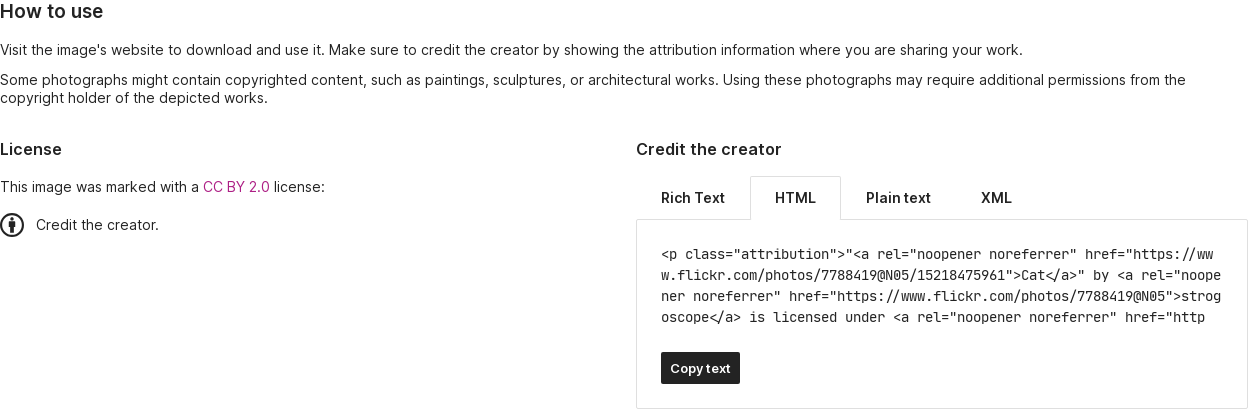 How to use
Visit the image's website to download and use it. Make sure to credit the creator by showing the attribution information where you are sharing your work.
Some photographs might contain copyrighted content, such as paintings, sculptures, or architectural works. Using these photographs may require additional permissions from the
copyright holder of the depicted works.
License
This image was marked with a CC BY 2.0 license:
Credit the creator.
Credit the creator
Rich Text HTML Plain text XML
<p class="attribution">"<a rel="noopener noreferrer" href="https://ww
w.flickr.com/photos/7788419@N05/15218475961">Cat</a>" by <a rel="noope
ner noreferrer" href="https://www.flickr.com/photos/7788419@N05">strog
oscope</a> is licensed under <a rel="noopener noreferrer" href="http
Copy text